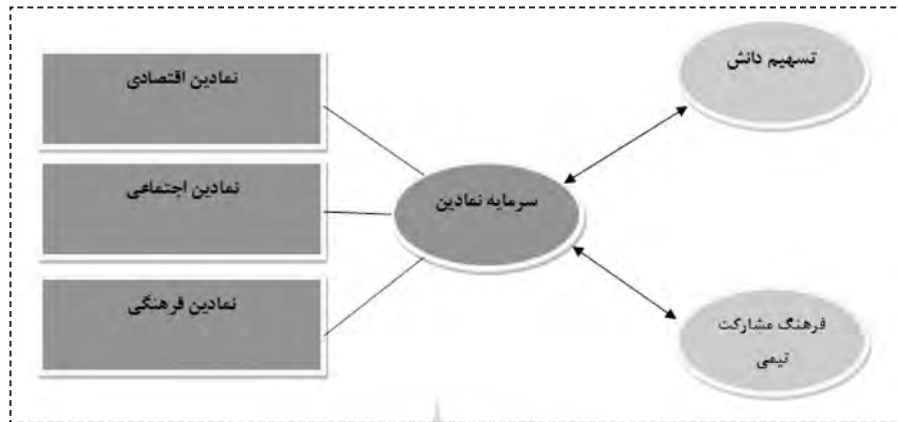 تسهیم دانش
نمادین اقتصادی
نمادین اجتماعی
سرمایه نمادین
نمادین فرهنگی
فرهنگ مشارکت
تیمی